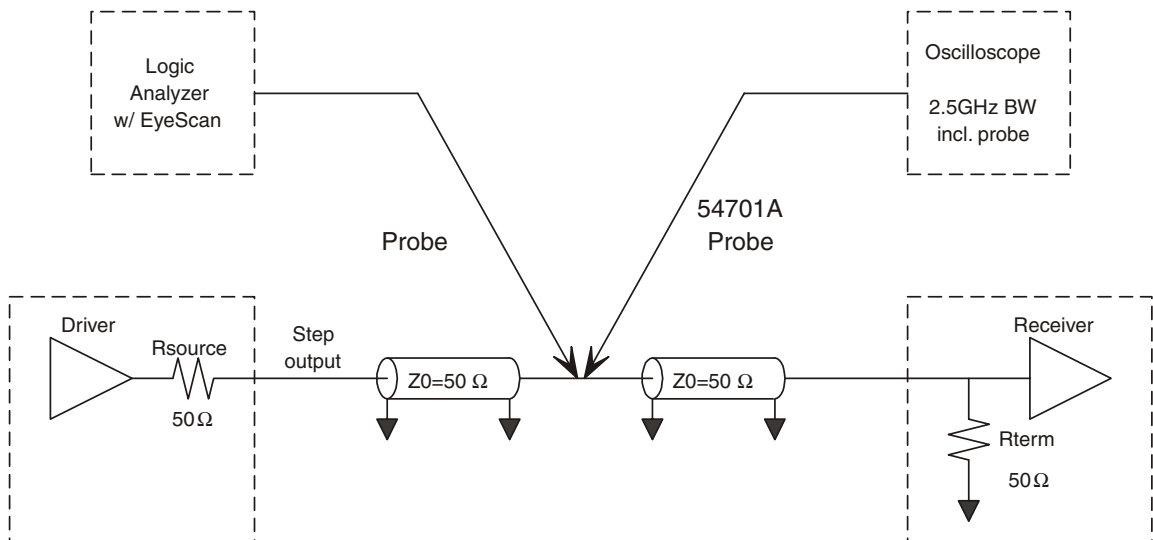 Logic
Analyzer
w/ EyeScan
Oscilloscope
2.5GHz BW
incl. probe
Probe
54701A
Probe
Driver
Rsource
50Ω
Step
output
Z0=50 Ω
Z0=50 Ω
Receiver
Rterm
50Ω